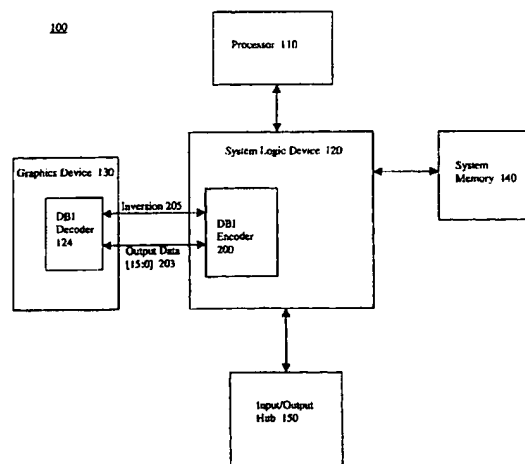 100
Processor 110
System Logic Device 120
System
Memory 140
Graphics Device 130
DBI
Decoder
124
Inversion 205
Output Data
[15:0] 203
DBI
Encoder
200
Input/Output
Hub 150